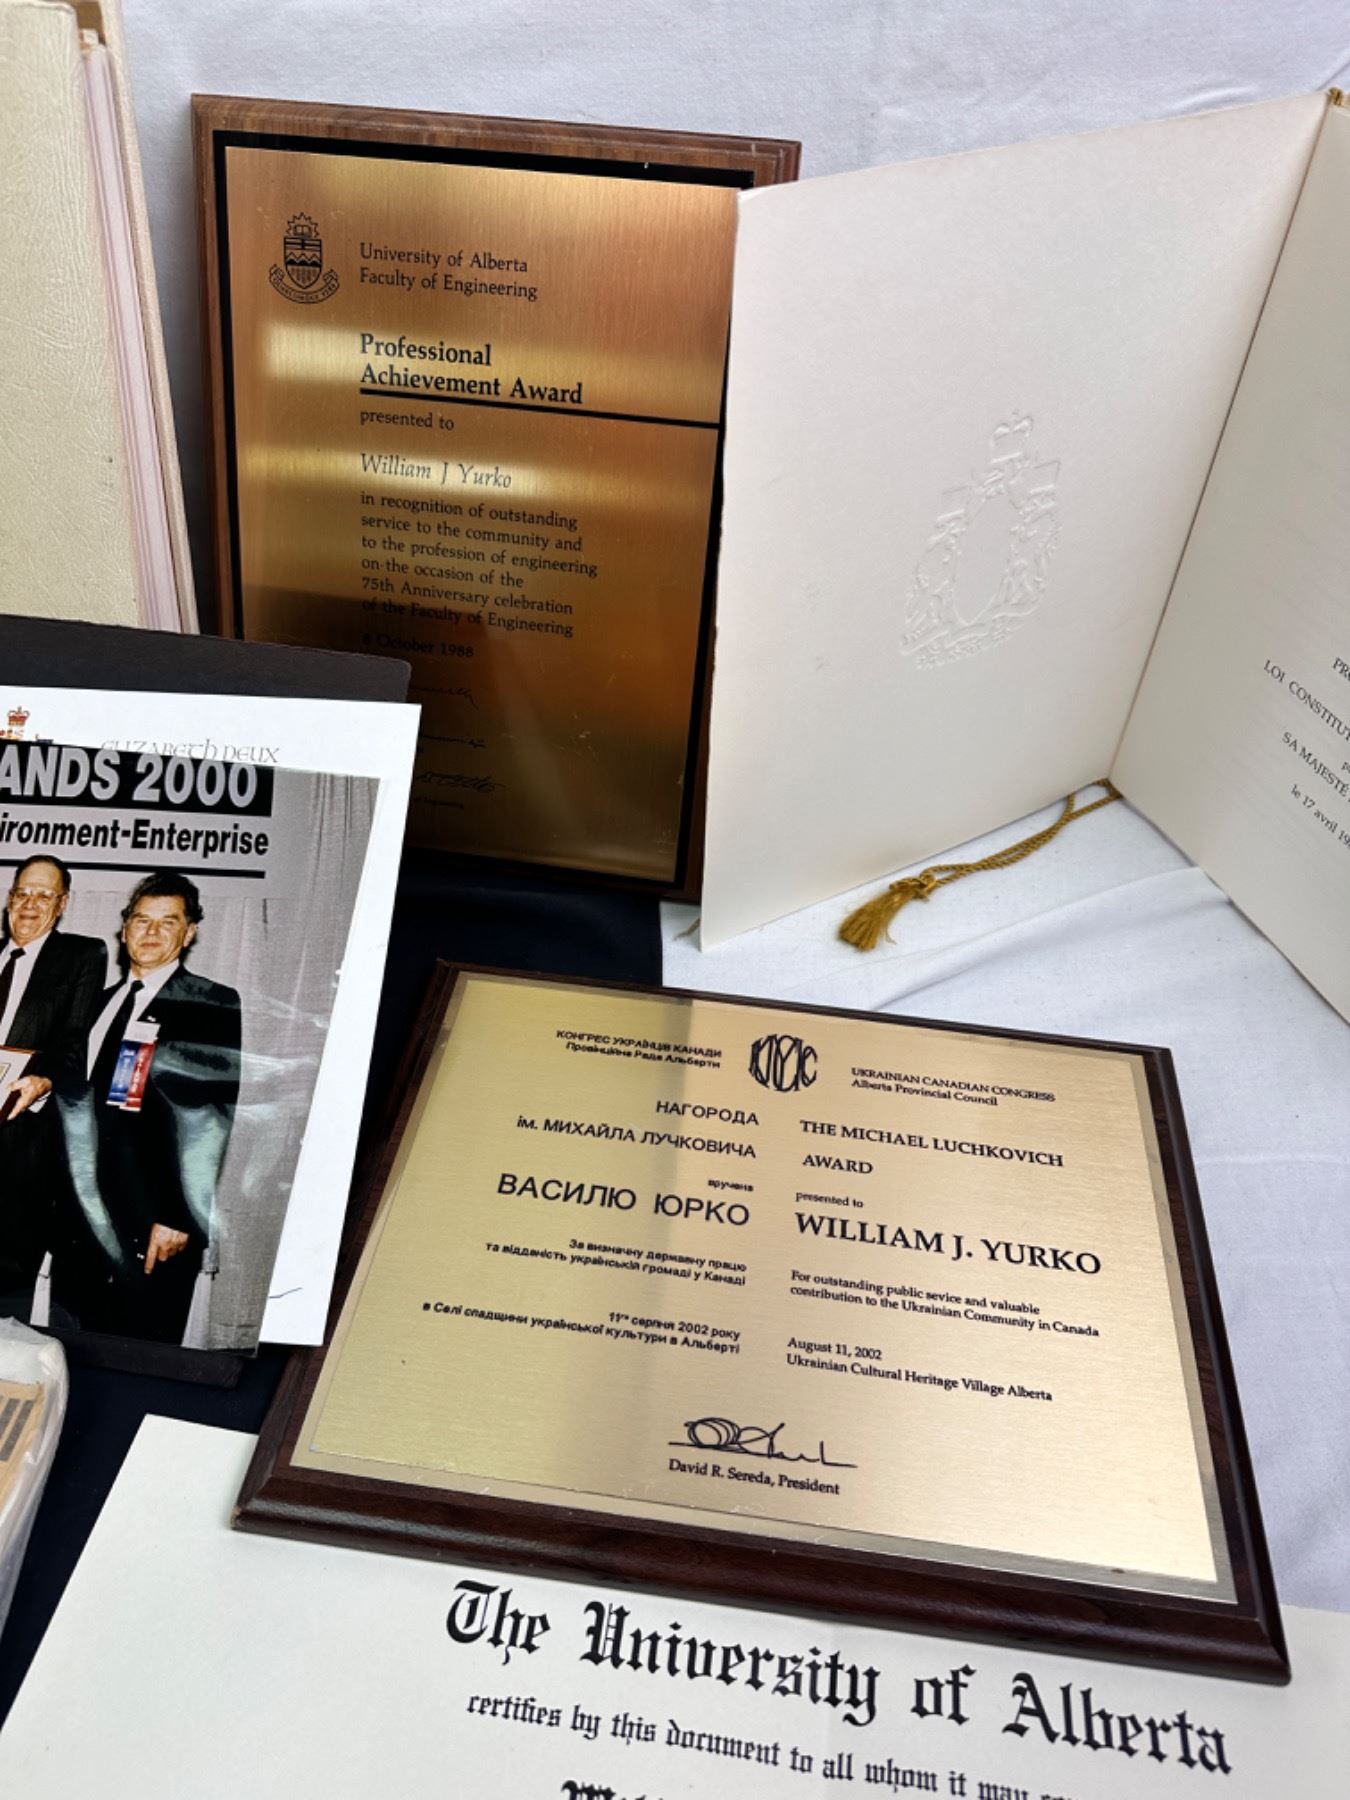 University of Alberta
Faculty of Engineering
Professional
Achievement Award
presented to
William J Yurko
in recognition of outstanding
service to the community and
to the profession of engineering
on the occasion of the
75th Anniversary celebration
of the Faculty of Engineering
8 October 1988
LOI CONSTITUT
SA MAJESTÉ
le 17 avril 19
ELIZABETH DEUX
ANDS 2000
ironment-Enterprise
КОНГРЕС УКРАЇНЦІВ КАНАДИ
Провінційна Рада Альберти
НАГОРОДА
ім. МИХАЙЛА ЛУЧКОВИЧА
вручена
ВАСИЛЮ ЮРКО
За визначну державну працю
та відданість українській громаді у Канаді
11го серпня 2002 року
в Селі спадщини української культури в Альберті
UKRAINIAN CANADIAN CONGRESS
Alberta Provincial Council
THE MICHAEL LUCHKOVICH
AWARD
presented to
WILLIAM J. YURKO
For outstanding public sevice and valuable
contribution to the Ukrainian Community in Canada
August 11, 2002
Ukrainian Cultural Heritage Village Alberta
David R. Sereda, President
The University of Alberta
certifies by this document to all whom it may